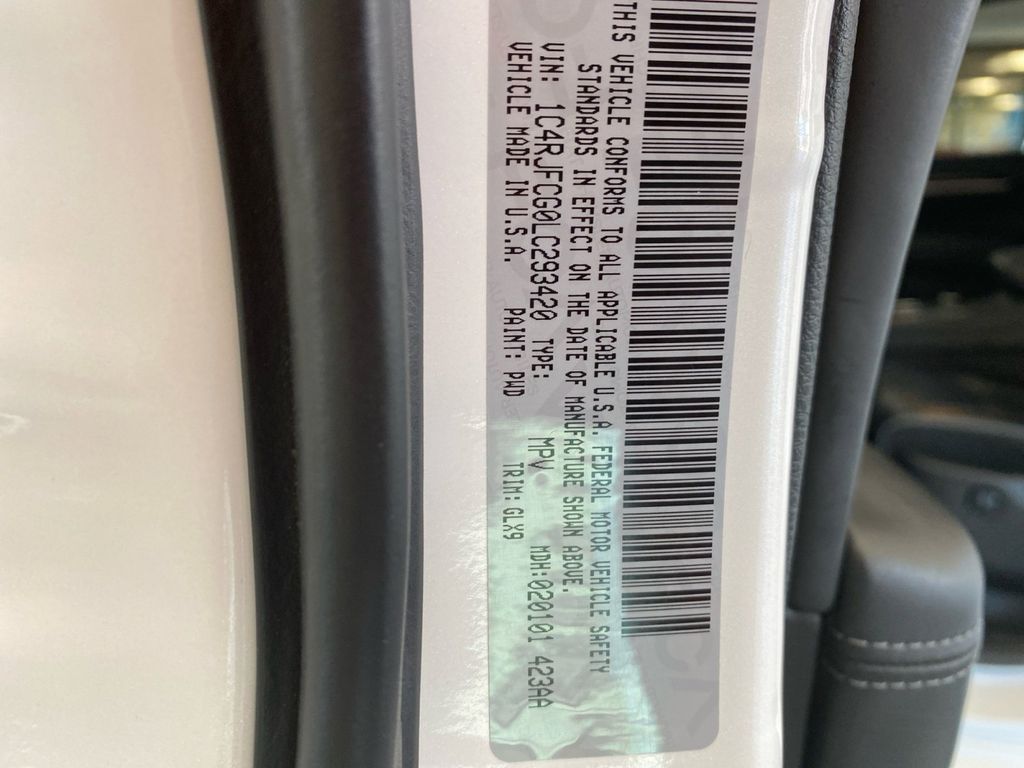 THIS VEHICLE CONFORMS TO ALL APPLICABLE U.S.A. FEDERAL MOTOR VEHICLE SAFETY
STANDARDS IN EFFECT ON THE DATE OF MANUFACTURE SHOWN ABOVE.
VIN: 1C4RJFCG0LC293420 TYPE: MPV MDH:020101 423AA
VEHICLE MADE IN U.S.A. PAINT: PWD TRIM: GLX9